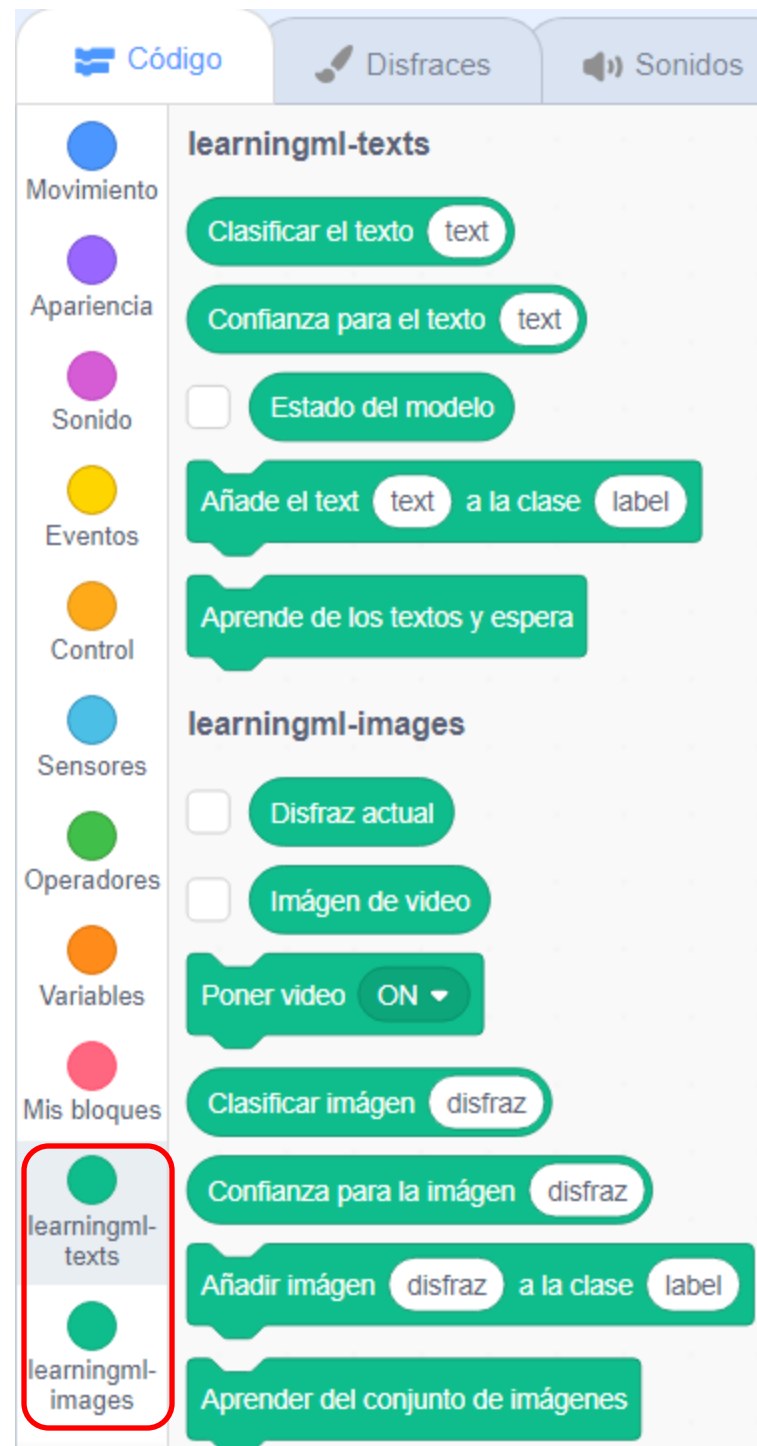 Código Disfraces Sonidos
Movimiento
Apariencia
Sonido
Eventos
Control
Sensores
Operadores
Variables
Mis bloques
learningml-
texts
learningml-
images
learningml-texts
Clasificar el texto text
Confianza para el texto text
Estado del modelo
Añade el text text a la clase label
Aprende de los textos y espera
learningml-images
Disfraz actual
Imágen de video
Poner video ON
Clasificar imágen disfraz
Confianza para la imágen disfraz
Añadir imágen disfraz a la clase label
Aprender del conjunto de imágenes